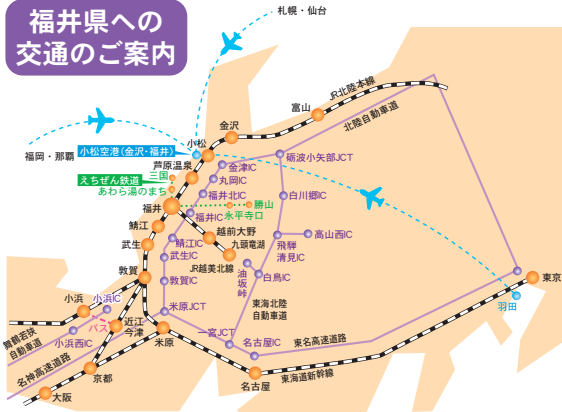 福井県への
交通のご案内
札幌・仙台
福岡・那覇
小松空港(金沢・福井)
小松
金沢
富山
JR北陸本線
北陸自動車道
芦原温泉
三国
えちぜん鉄道
あわら湯のまち
金津IC
丸岡IC
福井北IC
福井
福井IC
勝山
永平寺口
砺波小矢部JCT
白川郷IC
高山西IC
飛騨
清見IC
鯖江
鯖江IC
武生
武生IC
越前大野
九頭竜湖
JR越美北線
油坂峠
白鳥IC
東海北陸
自動車道
敦賀
敦賀IC
小浜
小浜IC
バス
小浜西IC
舞鶴若狭
自動車道
近江
今津
米原JCT
米原
一宮JCT
名古屋IC
東名高速道路
名神高速道路
京都
大阪
名古屋
東海道新幹線
東京
羽田